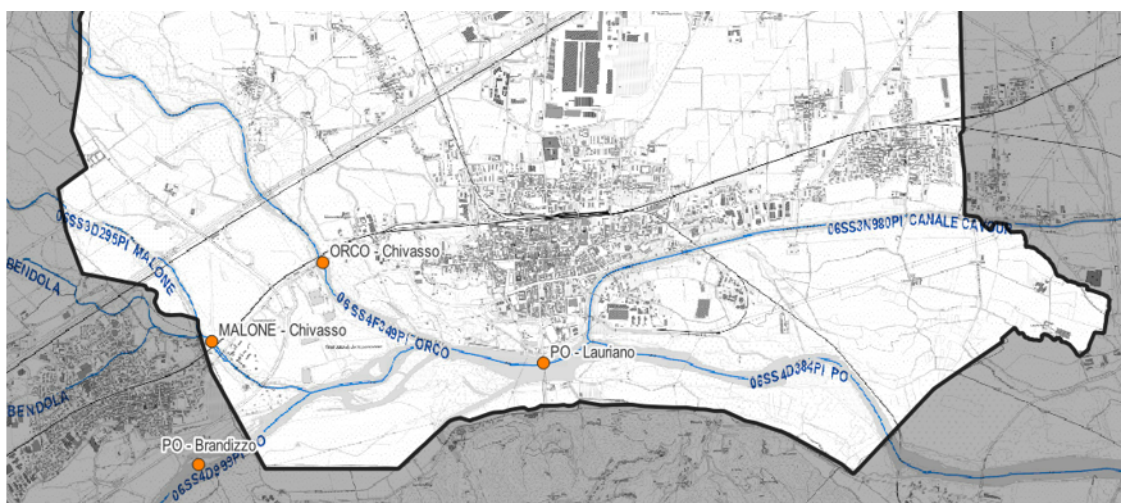 06SS3D295PI MALONE
06SS3N980PI CANALE CAVOUR
ORCO - Chivasso
BENDOLA
MALONE - Chivasso
06SS4F349PI ORCO
PO - Lauriano
06SS4D384PI PO
BENDOLA
PO - Brandizzo